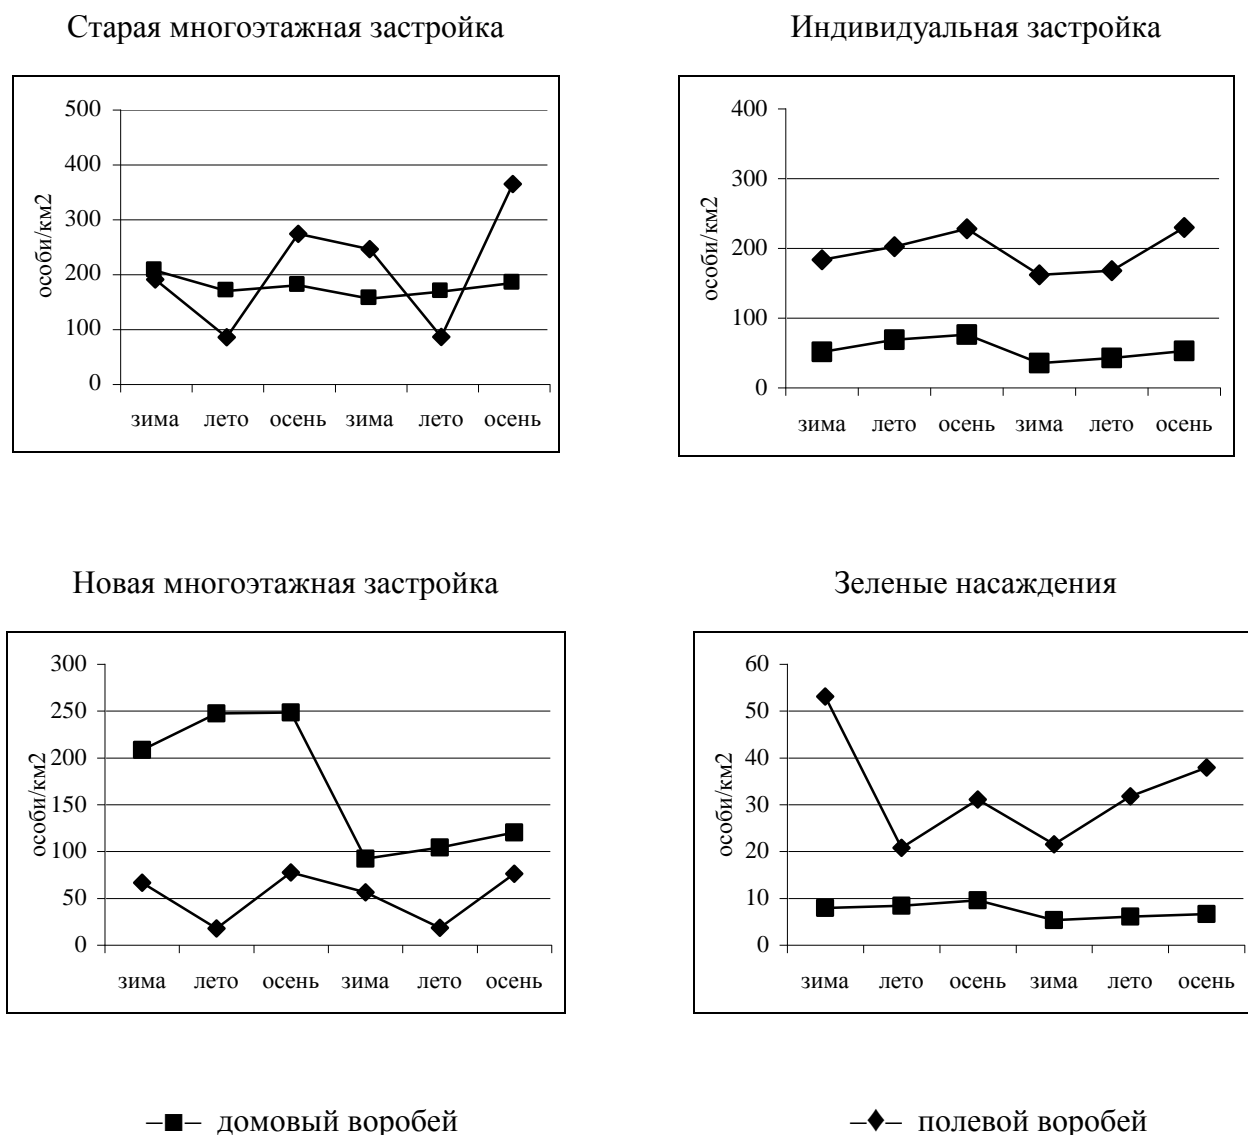 Старая многоэтажная застройка
500
400
300
200
100
0
особи/км2
зима лето осень зима лето осень
Индивидуальная застройка
400
300
200
100
0
особи/км2
зима лето осень зима лето осень
Новая многоэтажная застройка
300
250
200
150
100
50
0
особи/км2
зима лето осень зима лето осень
Зеленые насаждения
60
50
40
30
20
10
0
особи/км2
зима лето осень зима лето осень
домовый воробей
полевой воробей